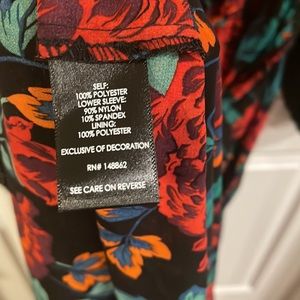 SELF:
100% POLYESTER
LOWER SLEEVE:
90% NYLON
10% SPANDEX
LINING:
100% POLYESTER
EXCLUSIVE OF DECORATION
RN# 148862
SEE CARE ON REVERSE